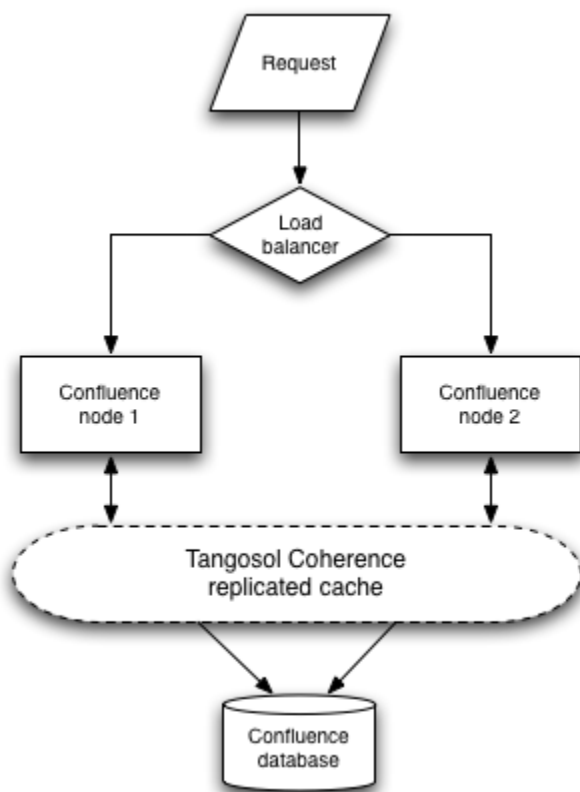 Request
Load
balancer
Confluence
node 1
Confluence
node 2
Tangosol Coherence
replicated cache
Confluence
database